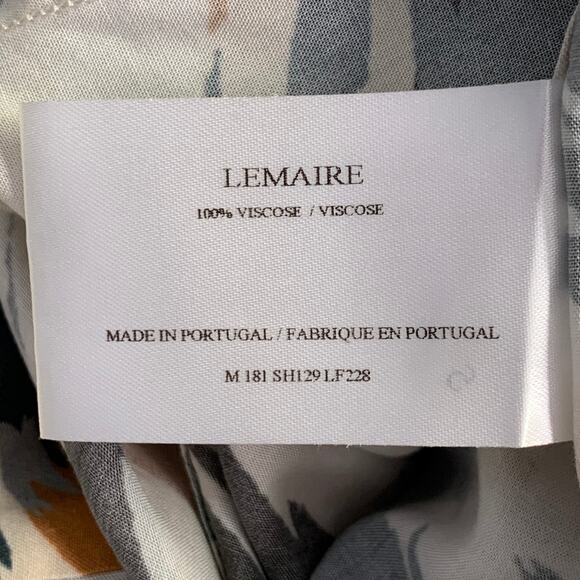 LEMAIRE
100% VISCOSE / VISCOSE
MADE IN PORTUGAL / FABRIQUE EN PORTUGAL
M 181 SH129 LF228